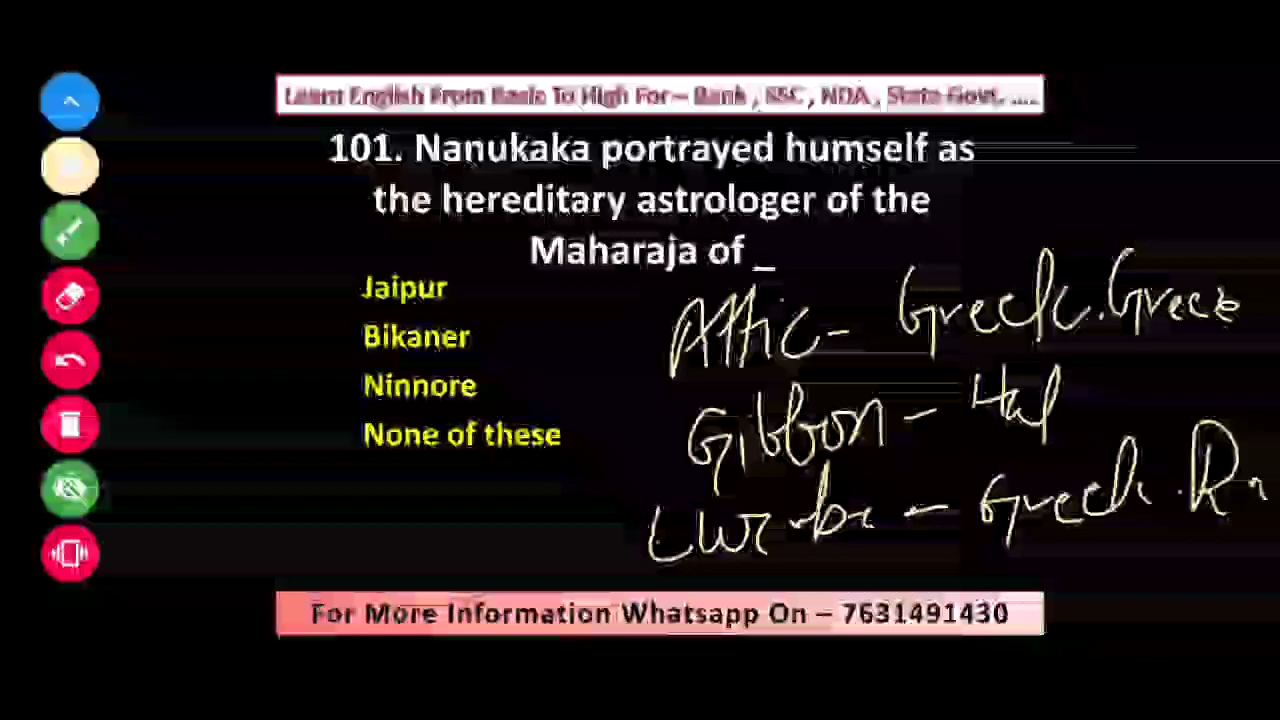 Learn English From Basic To High For – Bank , SSC , NDA , State Govt. ....
101. Nanukaka portrayed humself as
the hereditary astrologer of the
Maharaja of _
Jaipur
Bikaner
Ninnore
None of these
Attic – Greek. Greece
Gibbon –
– Greek.
For More Information Whatsapp On – 7631491430